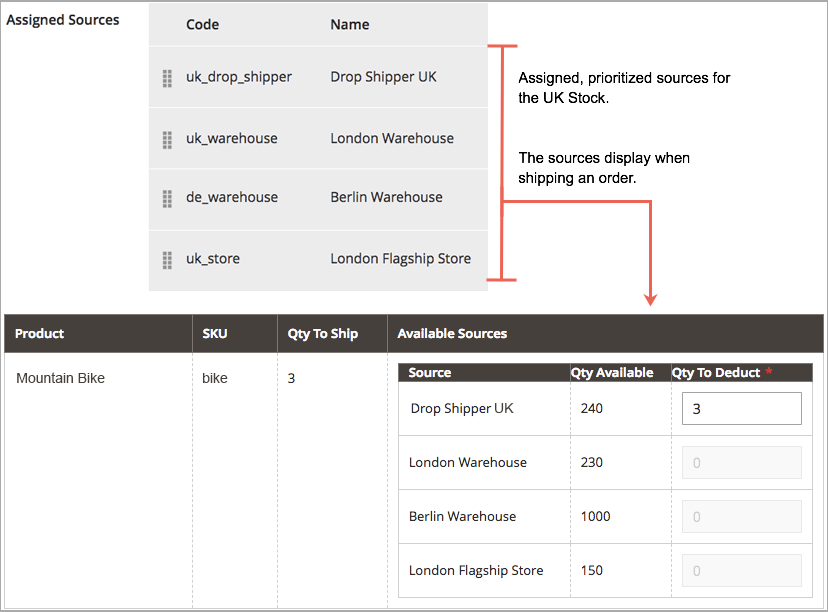 Assigned Sources
Code Name
uk_drop_shipper Drop Shipper UK
uk_warehouse London Warehouse
de_warehouse Berlin Warehouse
uk_store London Flagship Store
Assigned, prioritized sources for
the UK Stock.
The sources display when
shipping an order.
Product SKU Qty To Ship Available Sources
Mountain Bike bike 3
Source Qty Available Qty To Deduct *
Drop Shipper UK 240 3
London Warehouse 230 0
Berlin Warehouse 1000 0
London Flagship Store 150 0